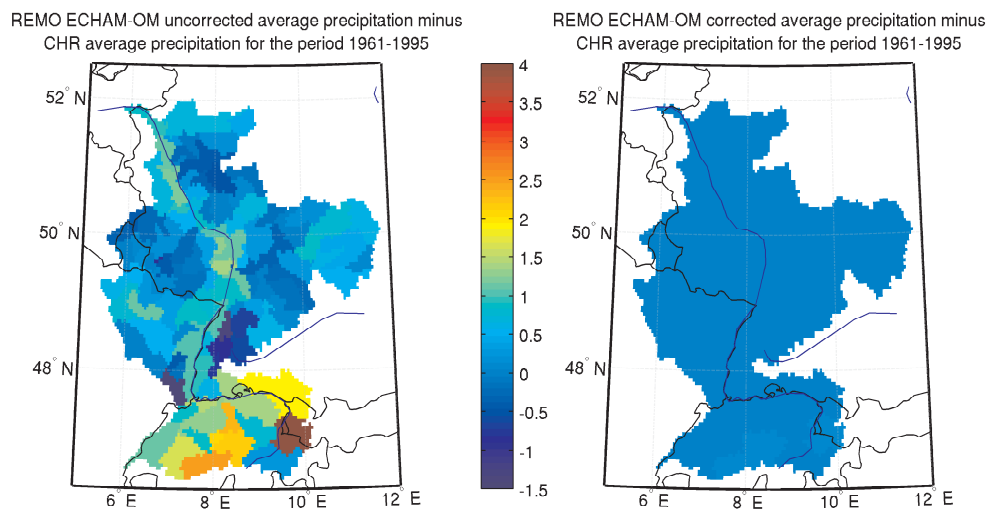 REMO ECHAM-OM uncorrected average precipitation minus
CHR average precipitation for the period 1961-1995
52° N
50° N
48° N
6° E
8° E
10° E
12° E
4
3.5
3
2.5
2
1.5
1
0.5
0
-0.5
-1
-1.5
REMO ECHAM-OM corrected average precipitation minus
CHR average precipitation for the period 1961-1995
52° N
50° N
48° N
6° E
8° E
10° E
12° E